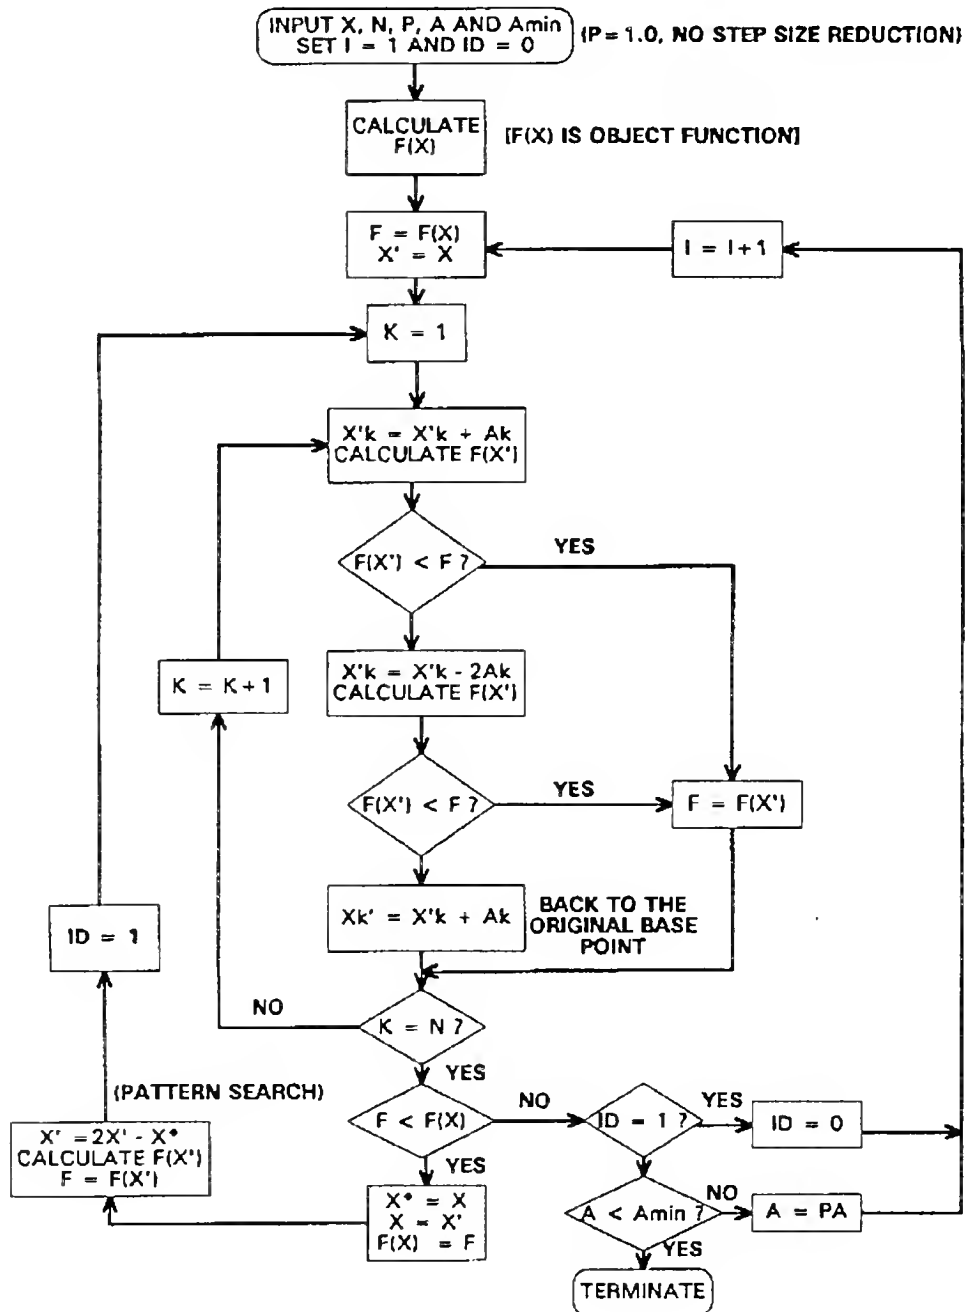 INPUT X, N, P, A AND Amin
SET I = 1 AND ID = 0
(P = 1.0, NO STEP SIZE REDUCTION)
CALCULATE
F(X)
[F(X) IS OBJECT FUNCTION]
F = F(X)
X' = X
I = I+1
K = 1
X'k = X'k + Ak
CALCULATE F(X')
F(X') < F ?
YES
X'k = X'k - 2Ak
CALCULATE F(X')
K = K+1
F(X') < F ?
YES
F = F(X')
Xk' = X'k + Ak
BACK TO THE
ORIGINAL BASE
POINT
ID = 1
NO
K = N ?
YES
(PATTERN SEARCH)
F < F(X)
NO
ID = 1 ?
YES
ID = 0
X' = 2X' - X*
CALCULATE F(X')
F = F(X')
YES
X* = X
X = X'
F(X) = F
A < Amin ?
NO
A = PA
YES
TERMINATE